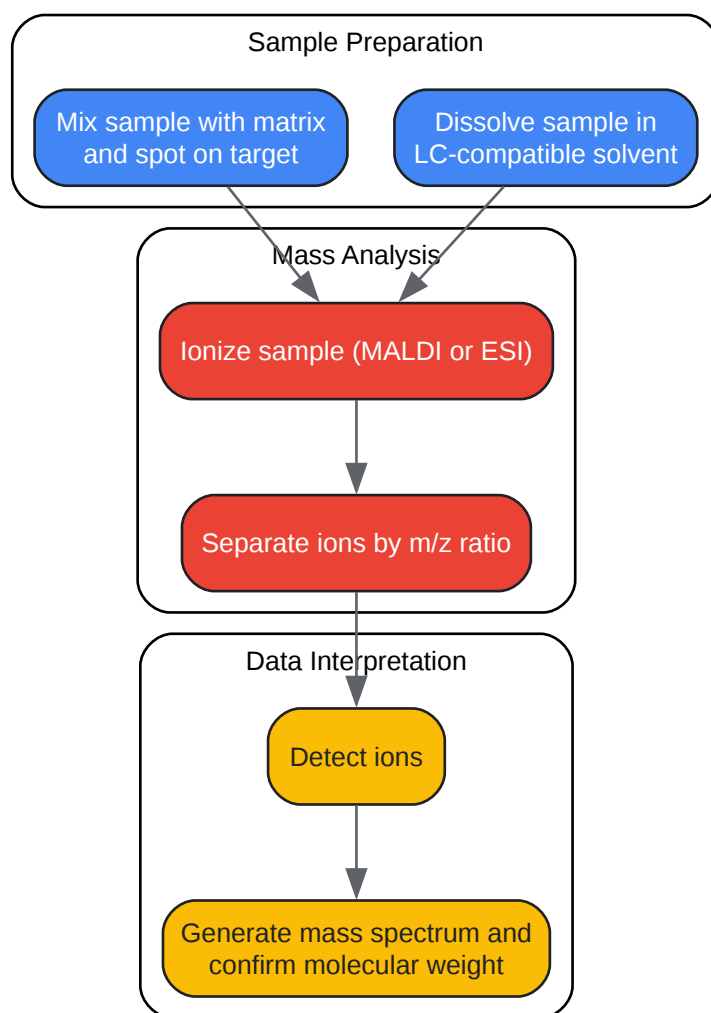 Sample Preparation
Mix sample with matrix
and spot on target
Dissolve sample in
LC-compatible solvent
Mass Analysis
Ionize sample (MALDI or ESI)
Separate ions by m/z ratio
Data Interpretation
Detect ions
Generate mass spectrum and
confirm molecular weight